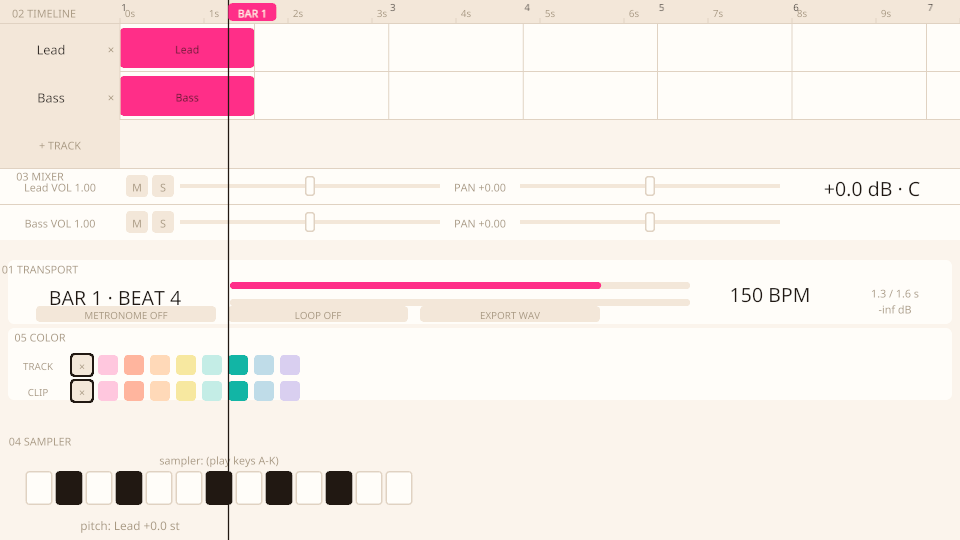 02 TIMELINE 1 0s 1s BAR 1 2s 3s 3 4s 4 5s 6s 5 6s 8s 9s 7
Lead × Lead
Bass × Bass
+ TRACK
03 MIXER
Lead VOL 1.00 M S PAN +0.00 +0.0 dB · C
Bass VOL 1.00 M S PAN +0.00
01 TRANSPORT
BAR 1 · BEAT 4 150 BPM 1.3 / 1.6 s
-inf dB
METRONOME OFF LOOP OFF EXPORT WAV
05 COLOR
TRACK ×
CLIP ×
04 SAMPLER
sampler: (play keys A-K)
pitch: Lead +0.0 st